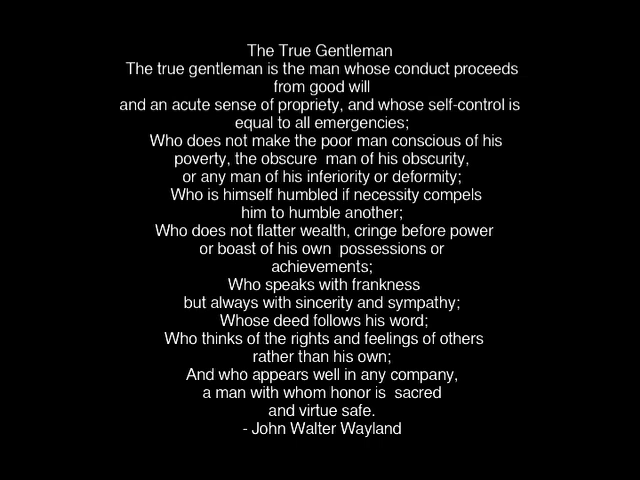 The True Gentleman
The true gentleman is the man whose conduct proceeds
from good will
and an acute sense of propriety, and whose self-control is
equal to all emergencies;
Who does not make the poor man conscious of his
poverty, the obscure man of his obscurity,
or any man of his inferiority or deformity;
Who is himself humbled if necessity compels
him to humble another;
Who does not flatter wealth, cringe before power
or boast of his own possessions or
achievements;
Who speaks with frankness
but always with sincerity and sympathy;
Whose deed follows his word;
Who thinks of the rights and feelings of others
rather than his own;
And who appears well in any company,
a man with whom honor is sacred
and virtue safe.
- John Walter Wayland